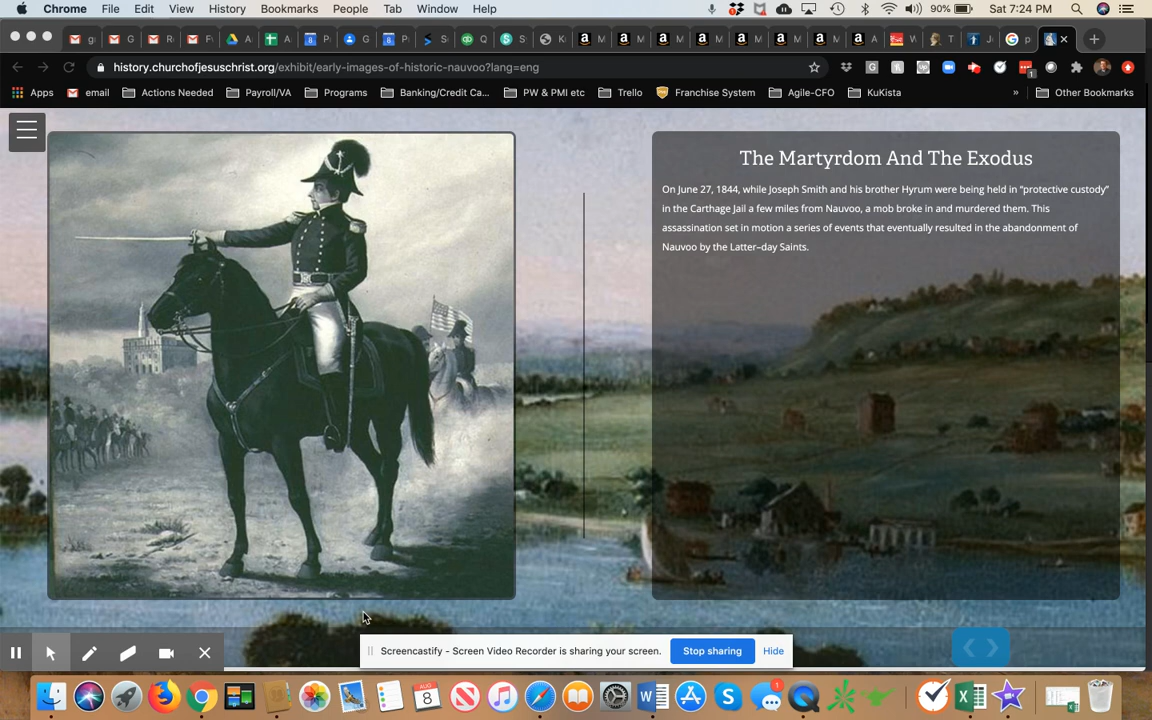 Chrome File Edit View History Bookmarks People Tab Window Help
90% Sat 7:24 PM
history.churchofjesuschrist.org/exhibit/early-images-of-historic-nauvoo?lang=eng
Apps email Actions Needed Payroll/VA Programs Banking/Credit Ca... PW & PMI etc Trello Franchise System Agile-CFO KuKista » Other Bookmarks
The Martyrdom And The Exodus
On June 27, 1844, while Joseph Smith and his brother Hyrum were being held in “protective custody”
in the Carthage Jail a few miles from Nauvoo, a mob broke in and murdered them. This
assassination set in motion a series of events that eventually resulted in the abandonment of
Nauvoo by the Latter–day Saints.
Screencastify - Screen Video Recorder is sharing your screen. Stop sharing Hide
AUG
8